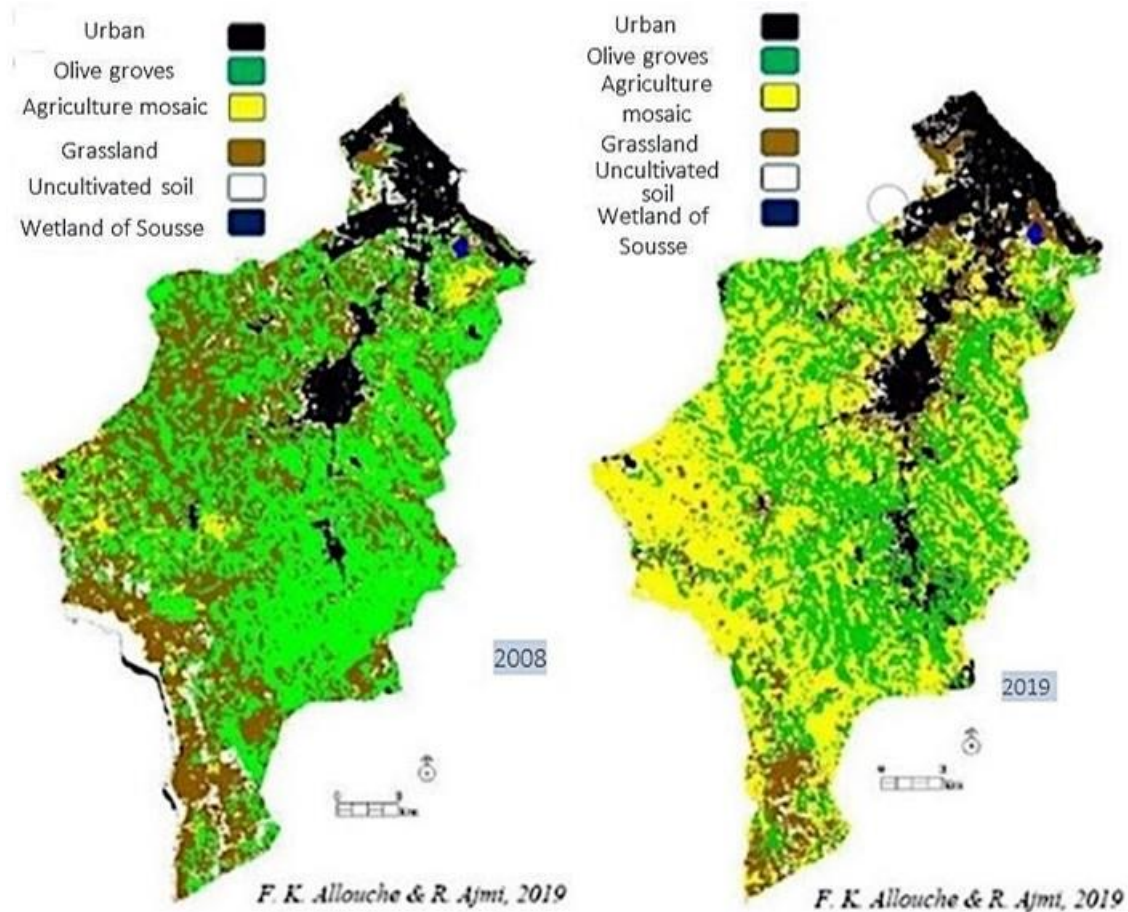 Urban
Olive groves
Agriculture mosaic
Grassland
Uncultivated soil
Wetland of Sousse
2008
F. K. Allouche & R. Ajmi, 2019
Urban
Olive groves
Agriculture
mosaic
Grassland
Uncultivated
soil
Wetland of
Sousse
2019
F. K. Allouche & R. Ajmi, 2019